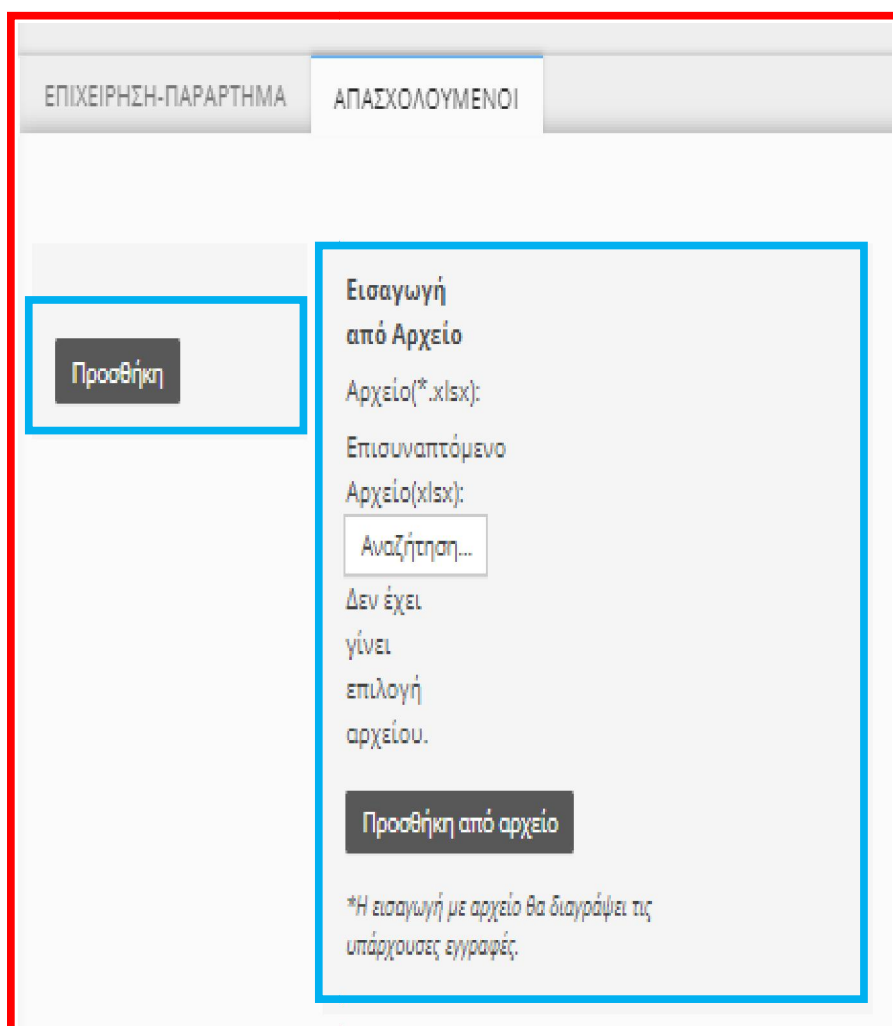 ΕΠΙΧΕΙΡΗΣΗ-ΠΑΡΑΡΤΗΜΑ ΑΠΑΣΧΟΛΟΥΜΕΝΟΙ
Προσθήκη
Εισαγωγή
από Αρχείο
Αρχείο(*.xlsx):
Επισυναπτόμενο
Αρχείο(xlsx):
Αναζήτηση...
Δεν έχει
γίνει
επιλογή
αρχείου.
Προσθήκη από αρχείο
*Η εισαγωγή με αρχείο θα διαγράψει τις
υπάρχουσες εγγραφές.